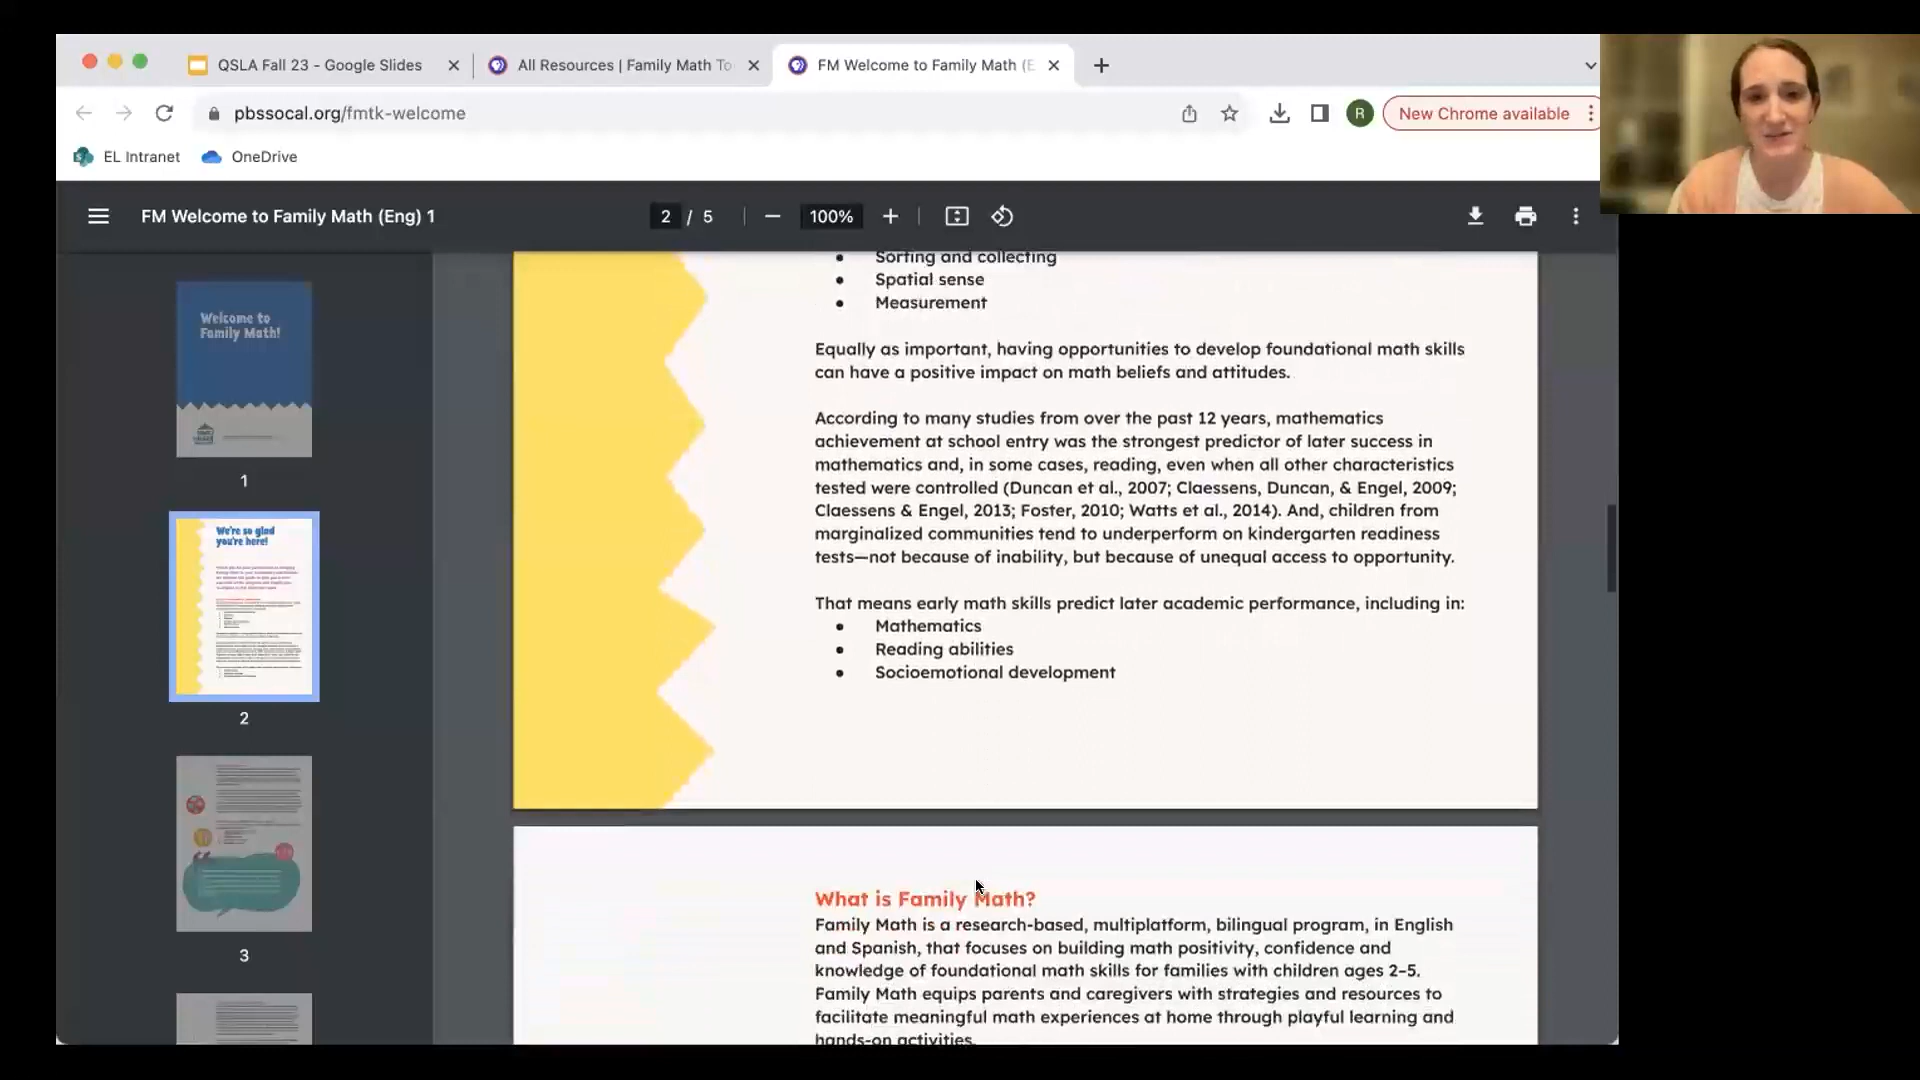 QSLA Fall 23 - Google Slides
All Resources | Family Math To
FM Welcome to Family Math (E
pbssocal.org/fmtk-welcome
R
New Chrome available
EL Intranet
OneDrive
FM Welcome to Family Math (Eng) 1
2 / 5
100%
Welcome to
Family Math!
1
We're so glad
you're here!
2
3
● Sorting and collecting
● Spatial sense
● Measurement
Equally as important, having opportunities to develop foundational math skills
can have a positive impact on math beliefs and attitudes.
According to many studies from over the past 12 years, mathematics
achievement at school entry was the strongest predictor of later success in
mathematics and, in some cases, reading, even when all other characteristics
tested were controlled (Duncan et al., 2007; Claessens, Duncan, & Engel, 2009;
Claessens & Engel, 2013; Foster, 2010; Watts et al., 2014). And, children from
marginalized communities tend to underperform on kindergarten readiness
tests—not because of inability, but because of unequal access to opportunity.
That means early math skills predict later academic performance, including in:
● Mathematics
● Reading abilities
● Socioemotional development
What is Family Math?
Family Math is a research-based, multiplatform, bilingual program, in English
and Spanish, that focuses on building math positivity, confidence and
knowledge of foundational math skills for families with children ages 2–5.
Family Math equips parents and caregivers with strategies and resources to
facilitate meaningful math experiences at home through playful learning and
hands-on activities.